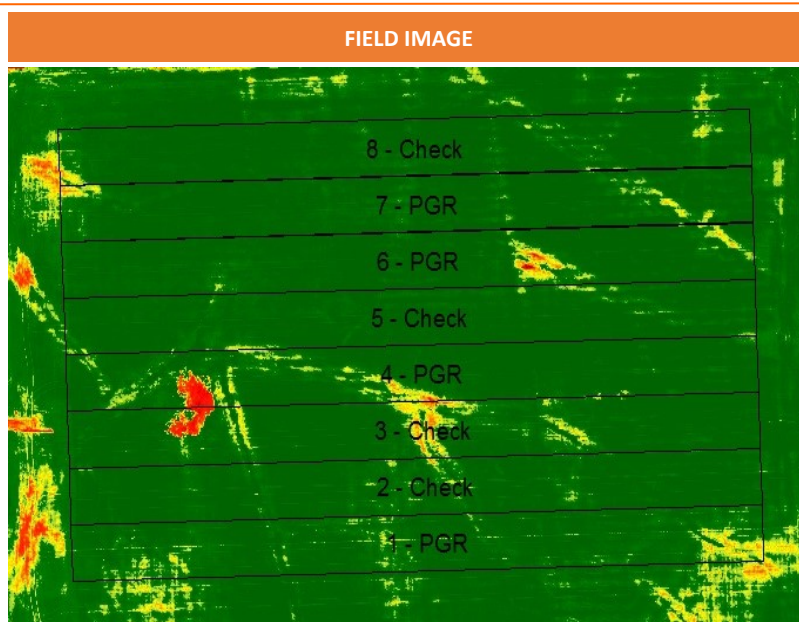 FIELD IMAGE
8 - Check
7 - PGR
6 - PGR
5 - Check
4 - PGR
3 - Check
2 - Check
1 - PGR